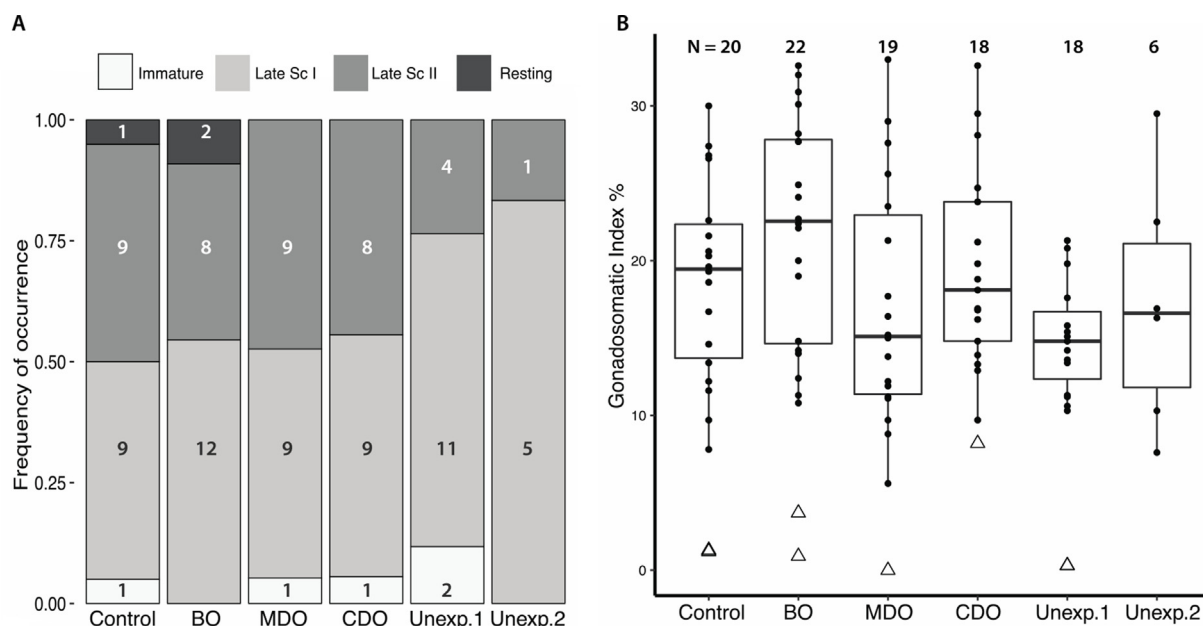 A
Immature Late Sc I Late Sc II Resting
Frequency of occurrence
1.00
0.75
0.50
0.25
0.00
1 2
9 8 9 8 4 1
9 12 9 9 11 5
1 1 1 2
Control BO MDO CDO Unexp.1 Unexp.2
B
N = 20 22 19 18 18 6
Gonadosomatic Index %
30
20
10
0
Control BO MDO CDO Unexp.1 Unexp.2